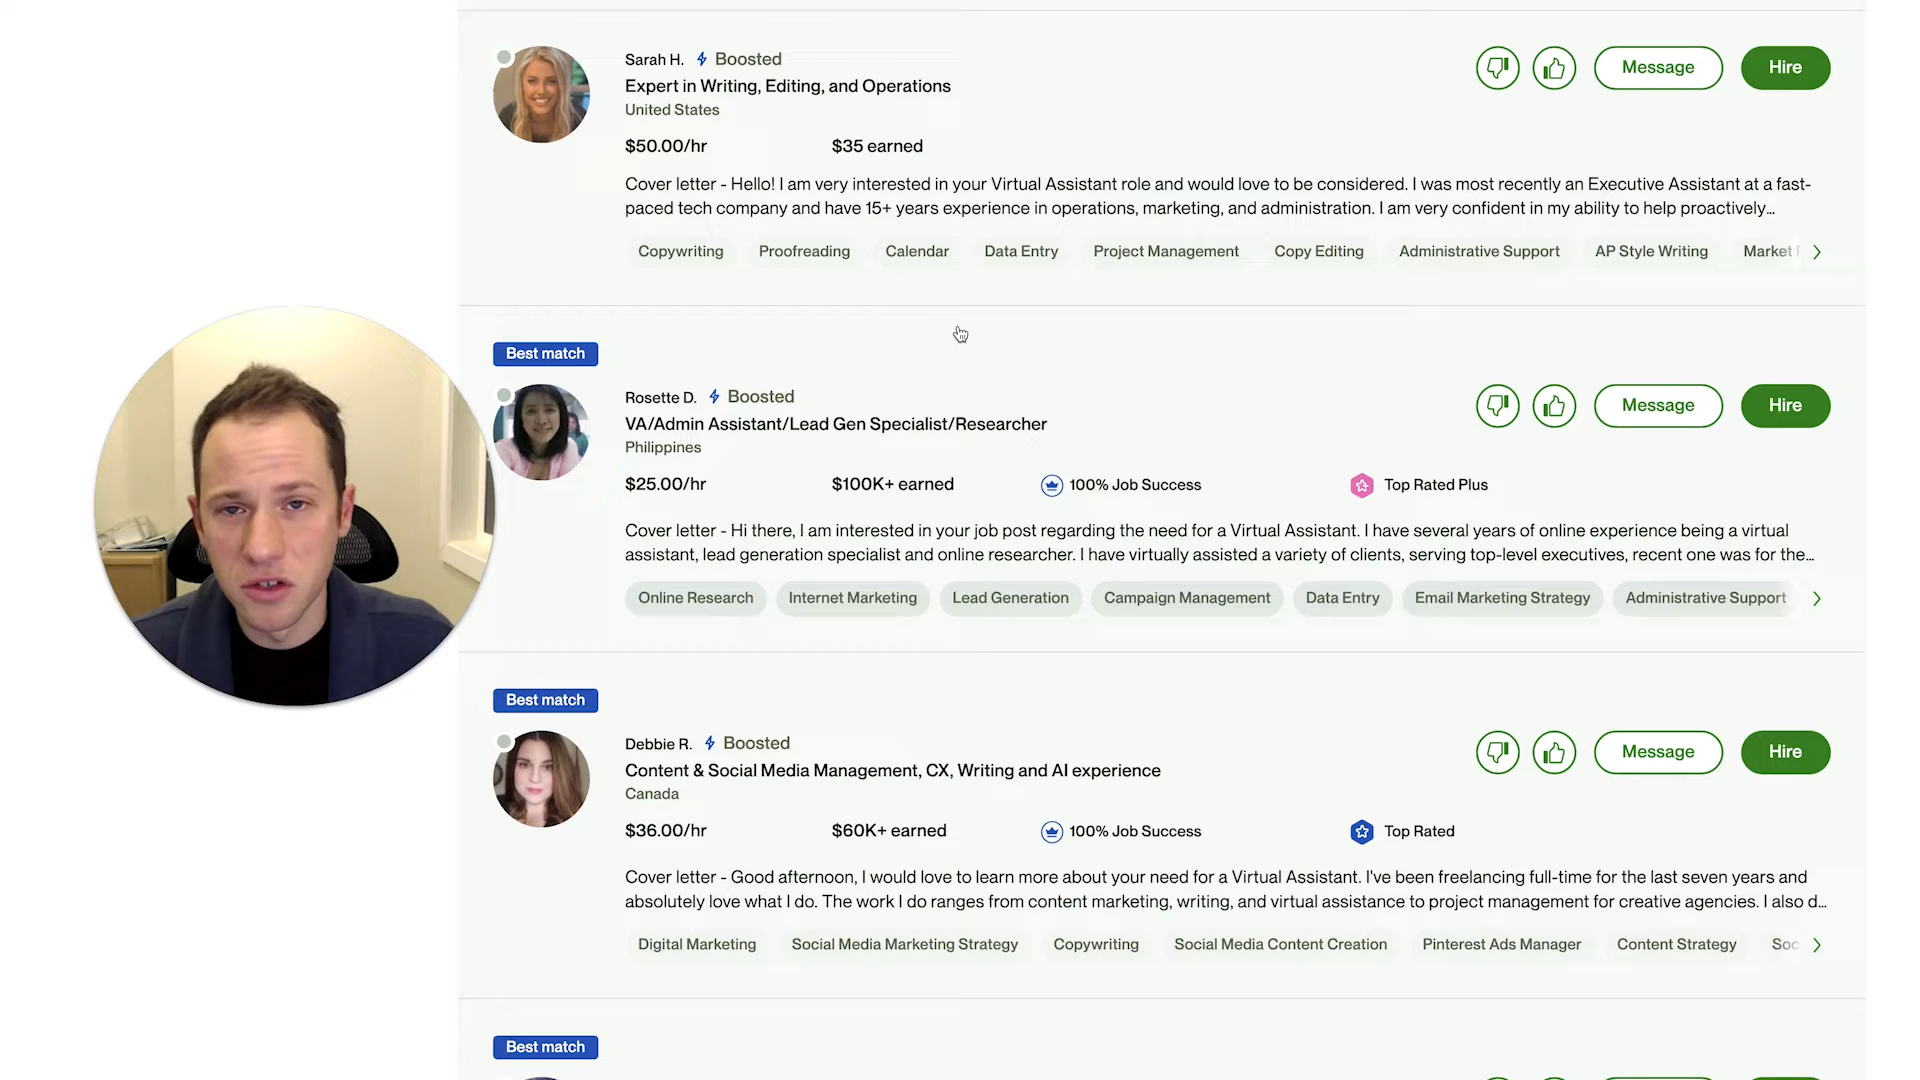 Sarah H. Boosted
Expert in Writing, Editing, and Operations
United States
$50.00/hr $35 earned
Message Hire
Cover letter - Hello! I am very interested in your Virtual Assistant role and would love to be considered. I was most recently an Executive Assistant at a fast-
paced tech company and have 15+ years experience in operations, marketing, and administration. I am very confident in my ability to help proactively...
Copywriting Proofreading Calendar Data Entry Project Management Copy Editing Administrative Support AP Style Writing Market
Best match
Rosette D. Boosted
VA/Admin Assistant/Lead Gen Specialist/Researcher
Philippines
Message Hire
$25.00/hr $100K+ earned 100% Job Success Top Rated Plus
Cover letter - Hi there, I am interested in your job post regarding the need for a Virtual Assistant. I have several years of online experience being a virtual
assistant, lead generation specialist and online researcher. I have virtually assisted a variety of clients, serving top-level executives, recent one was for the...
Online Research Internet Marketing Lead Generation Campaign Management Data Entry Email Marketing Strategy Administrative Support
Best match
Debbie R. Boosted
Content & Social Media Management, CX, Writing and AI experience
Canada
Message Hire
$36.00/hr $60K+ earned 100% Job Success Top Rated
Cover letter - Good afternoon, I would love to learn more about your need for a Virtual Assistant. I've been freelancing full-time for the last seven years and
absolutely love what I do. The work I do ranges from content marketing, writing, and virtual assistance to project management for creative agencies. I also d...
Digital Marketing Social Media Marketing Strategy Copywriting Social Media Content Creation Pinterest Ads Manager Content Strategy Soc
Best match